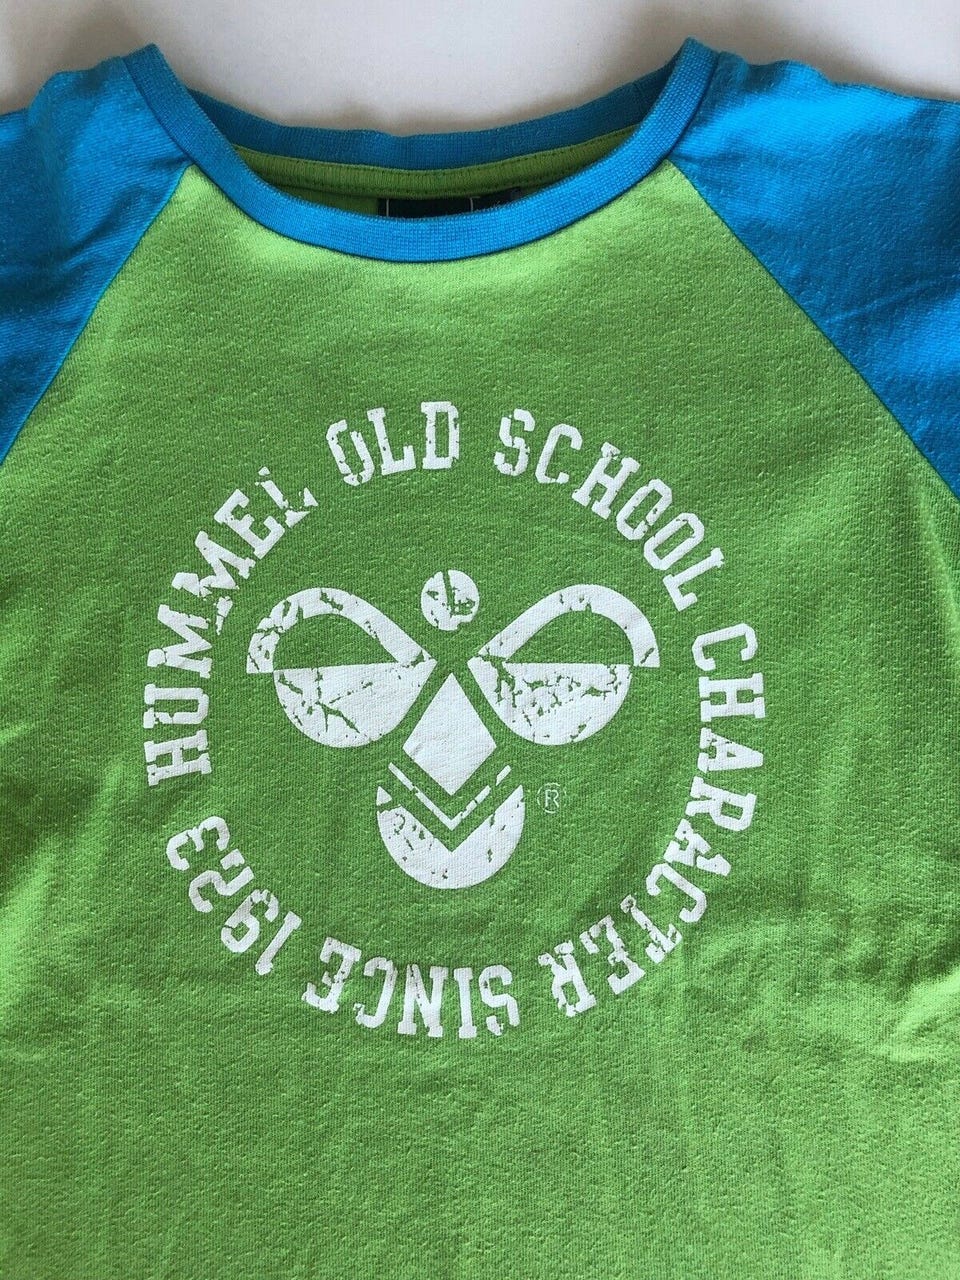 HUMMEL OLD SCHOOL CHARACTER SINCE 1923
®